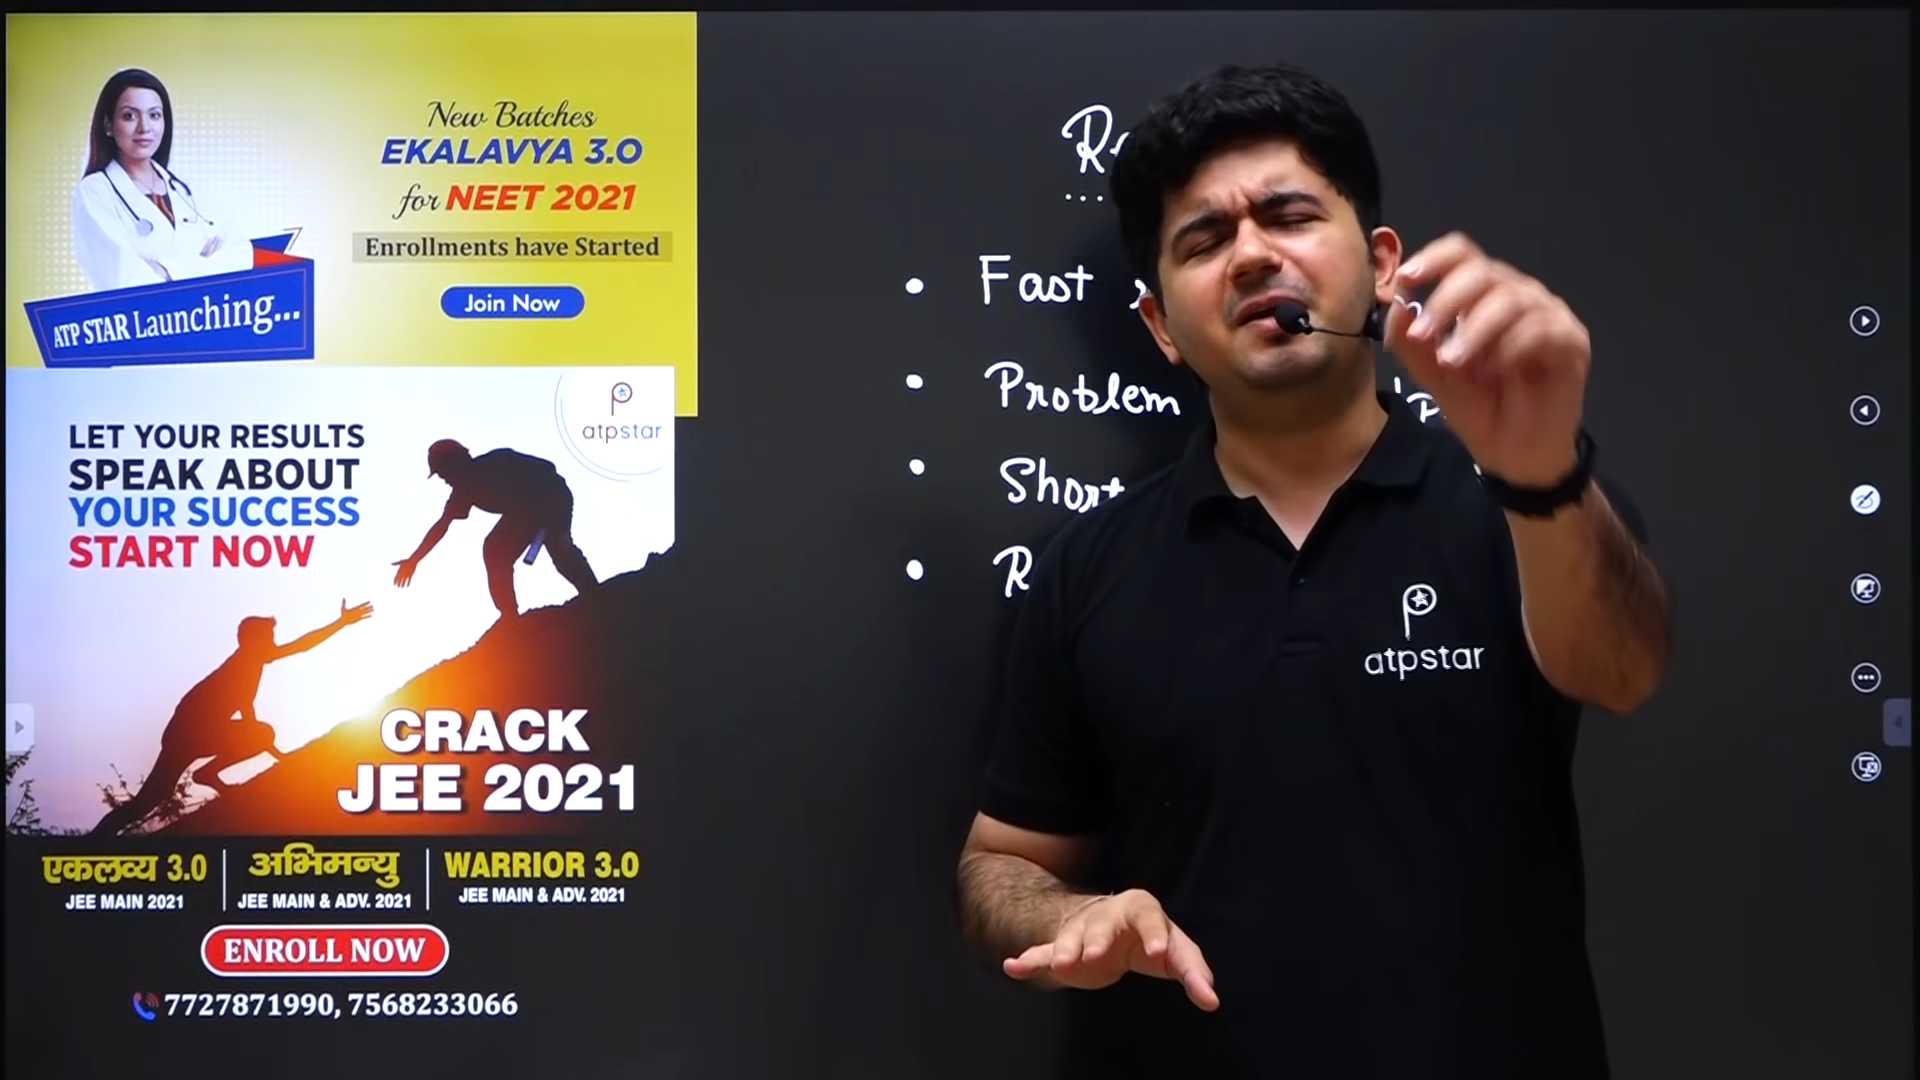 New Batches
EKALAVYA 3.0
for NEET 2021
Enrollments have Started
Join Now
ATP STAR Launching...
LET YOUR RESULTS
SPEAK ABOUT
YOUR SUCCESS
START NOW
atpstar
CRACK
JEE 2021
एकलव्य 3.0
JEE MAIN 2021
अभिमन्यु
JEE MAIN & ADV. 2021
WARRIOR 3.0
JEE MAIN & ADV. 2021
ENROLL NOW
7727871990, 7568233066
• Fast
• Problem
• Short
atpstar